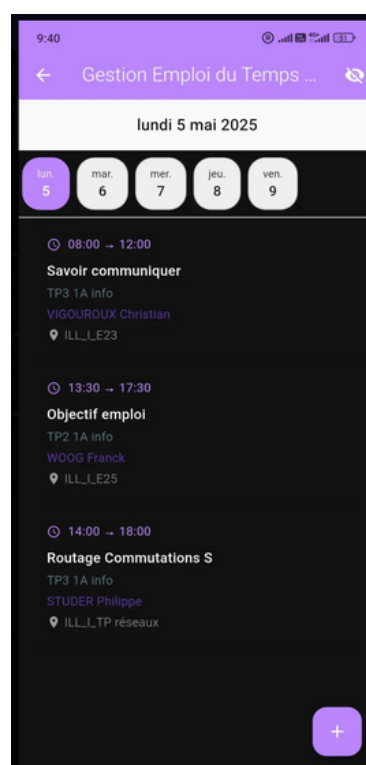 9:40
4G+
51
Gestion Emploi du Temps ...
lundi 5 mai 2025
lun. mar. mer. jeu. ven.
5 6 7 8 9
08:00 → 12:00
Savoir communiquer
TP3 1A info
VIGOUROUX Christian
ILL_I_E23
13:30 → 17:30
Objectif emploi
TP2 1A info
WOOG Franck
ILL_I_E25
14:00 → 18:00
Routage Commutations S
TP3 1A info
STUDER Philippe
ILL_I_TP réseaux
+